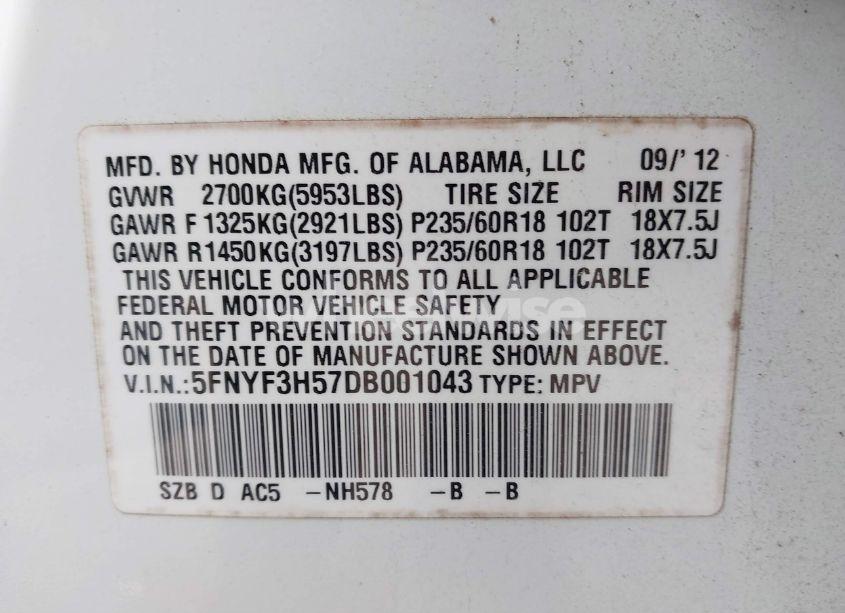 MFD. BY HONDA MFG. OF ALABAMA, LLC 09/'12
GVWR 2700KG(5953LBS) TIRE SIZE RIM SIZE
GAWR F 1325KG(2921LBS) P235/60R18 102T 18X7.5J
GAWR R1450KG(3197LBS) P235/60R18 102T 18X7.5J
THIS VEHICLE CONFORMS TO ALL APPLICABLE
FEDERAL MOTOR VEHICLE SAFETY
AND THEFT PREVENTION STANDARDS IN EFFECT
ON THE DATE OF MANUFACTURE SHOWN ABOVE.
V.I.N.:5FNYF3H57DB001043 TYPE: MPV
SZB D AC5 -NH578 -B -B